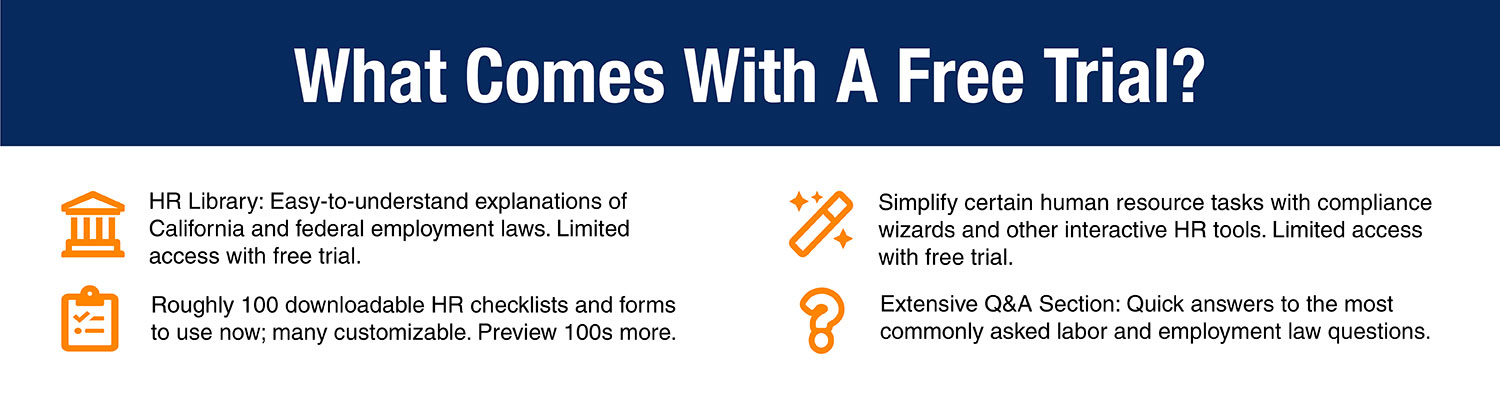 What Comes With A Free Trial?
HR Library: Easy-to-understand explanations of
California and federal employment laws. Limited
access with free trial.
Roughly 100 downloadable HR checklists and forms
to use now; many customizable. Preview 100s more.
Simplify certain human resource tasks with compliance
wizards and other interactive HR tools. Limited access
with free trial.
Extensive Q&A Section: Quick answers to the most
commonly asked labor and employment law questions.